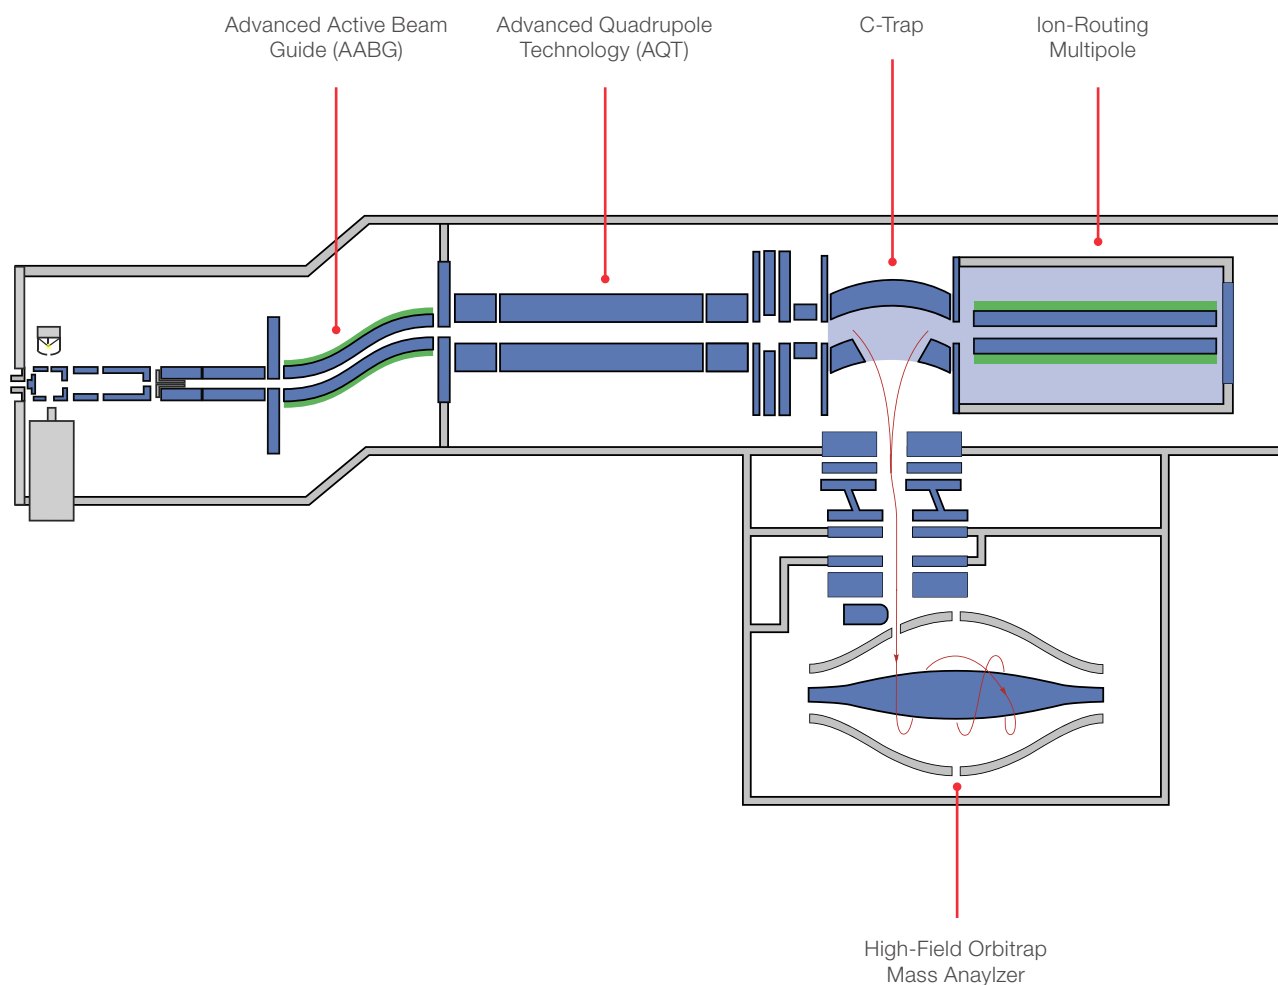 Advanced Active Beam
Guide (AABG)
Advanced Quadrupole
Technology (AQT)
C-Trap
Ion-Routing
Multipole
High-Field Orbitrap
Mass Anaylzer